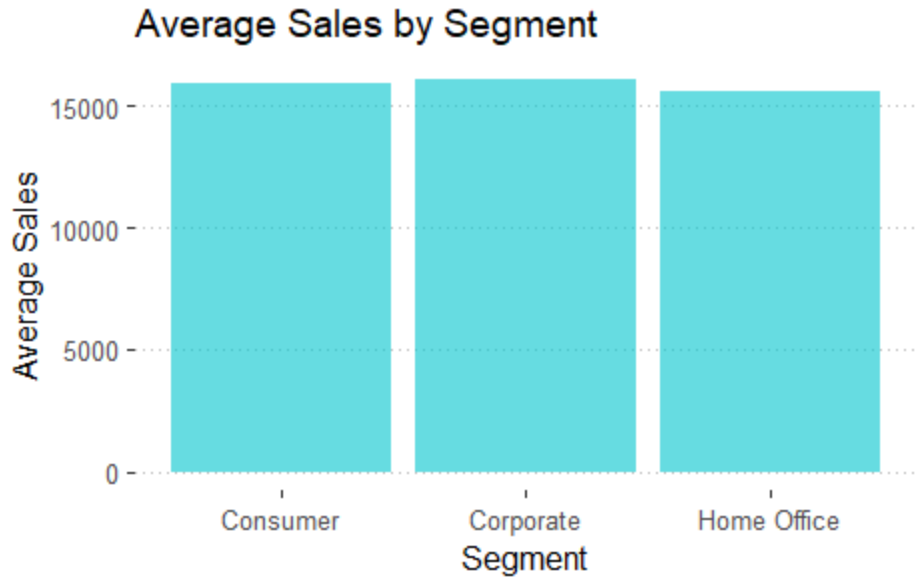 Average Sales by Segment
Average Sales
15000
10000
5000
0
Consumer
Corporate
Home Office
Segment